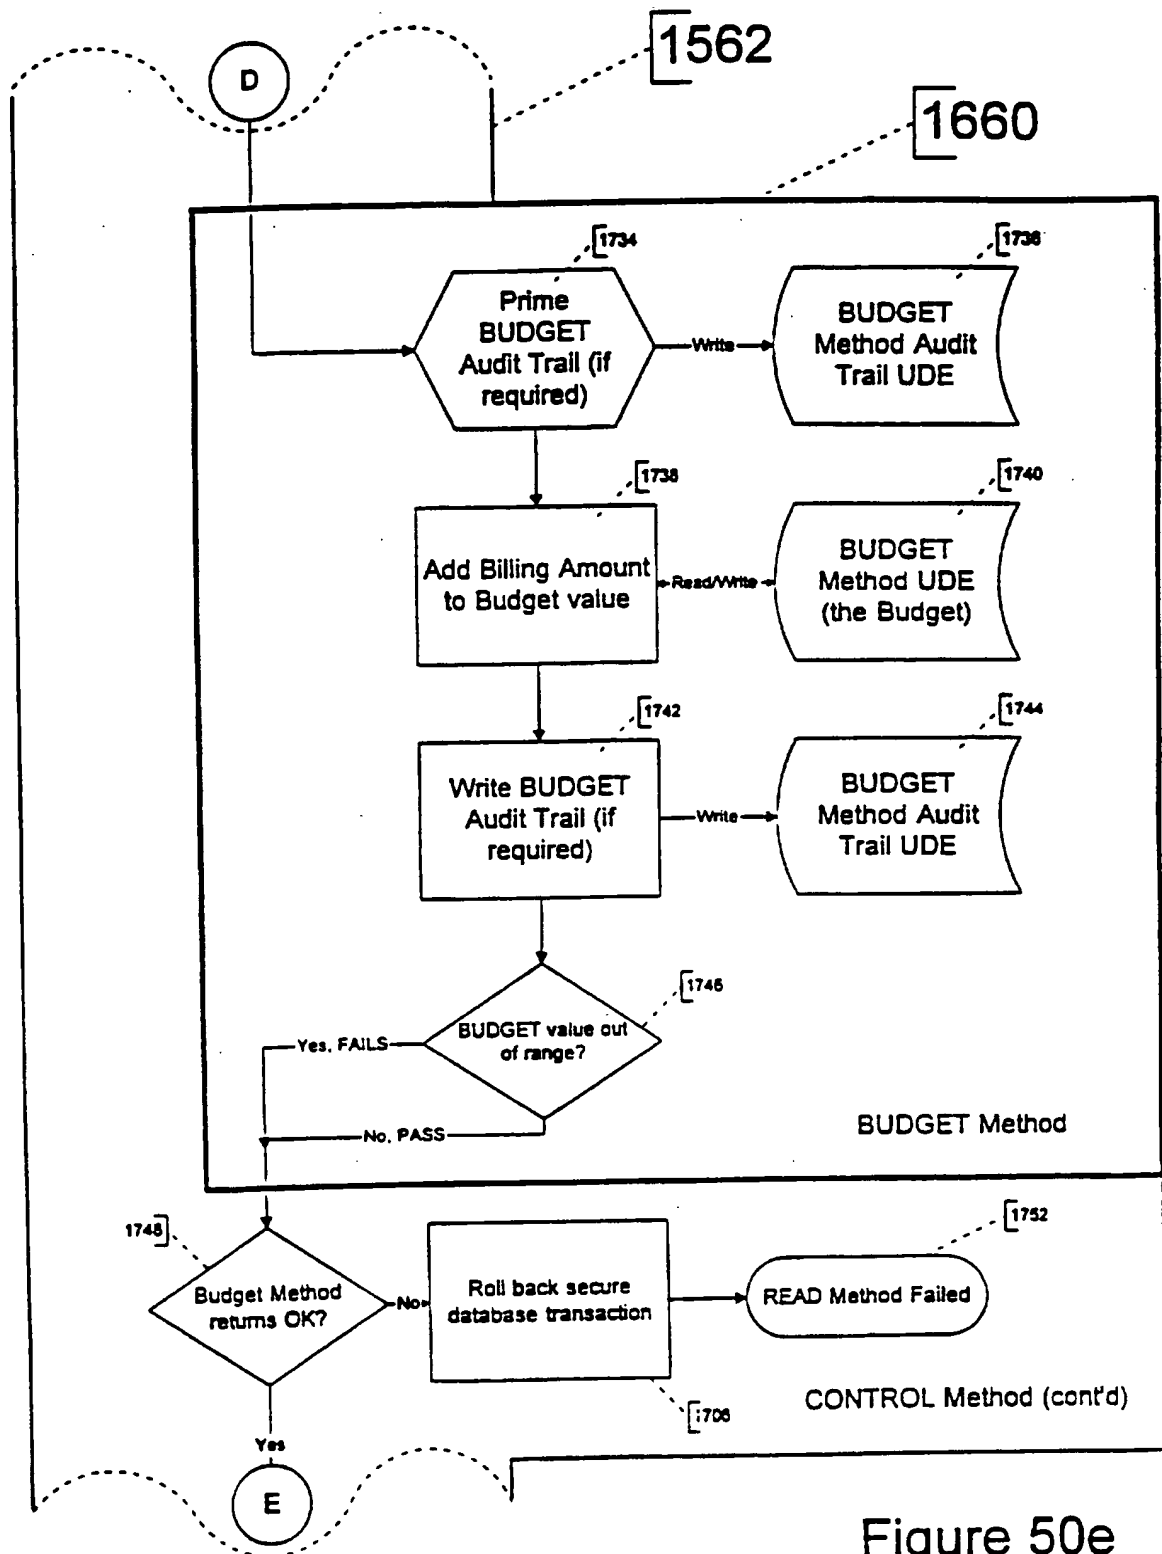 1562
D
1660
1734
1736
Prime
BUDGET
Audit Trail (if
required)
Write
BUDGET
Method Audit
Trail UDE
1738
1740
Add Billing Amount
to Budget value
Read/Write
BUDGET
Method UDE
(the Budget)
1742
1744
Write BUDGET
Audit Trail (if
required)
Write
BUDGET
Method Audit
Trail UDE
1746
BUDGET value out
of range?
Yes, FAILS
No, PASS
BUDGET Method
1748
1752
Budget Method
returns OK?
No
Roll back secure
database transaction
READ Method Failed
1706
CONTROL Method (cont'd)
Yes
E
Figure 50e